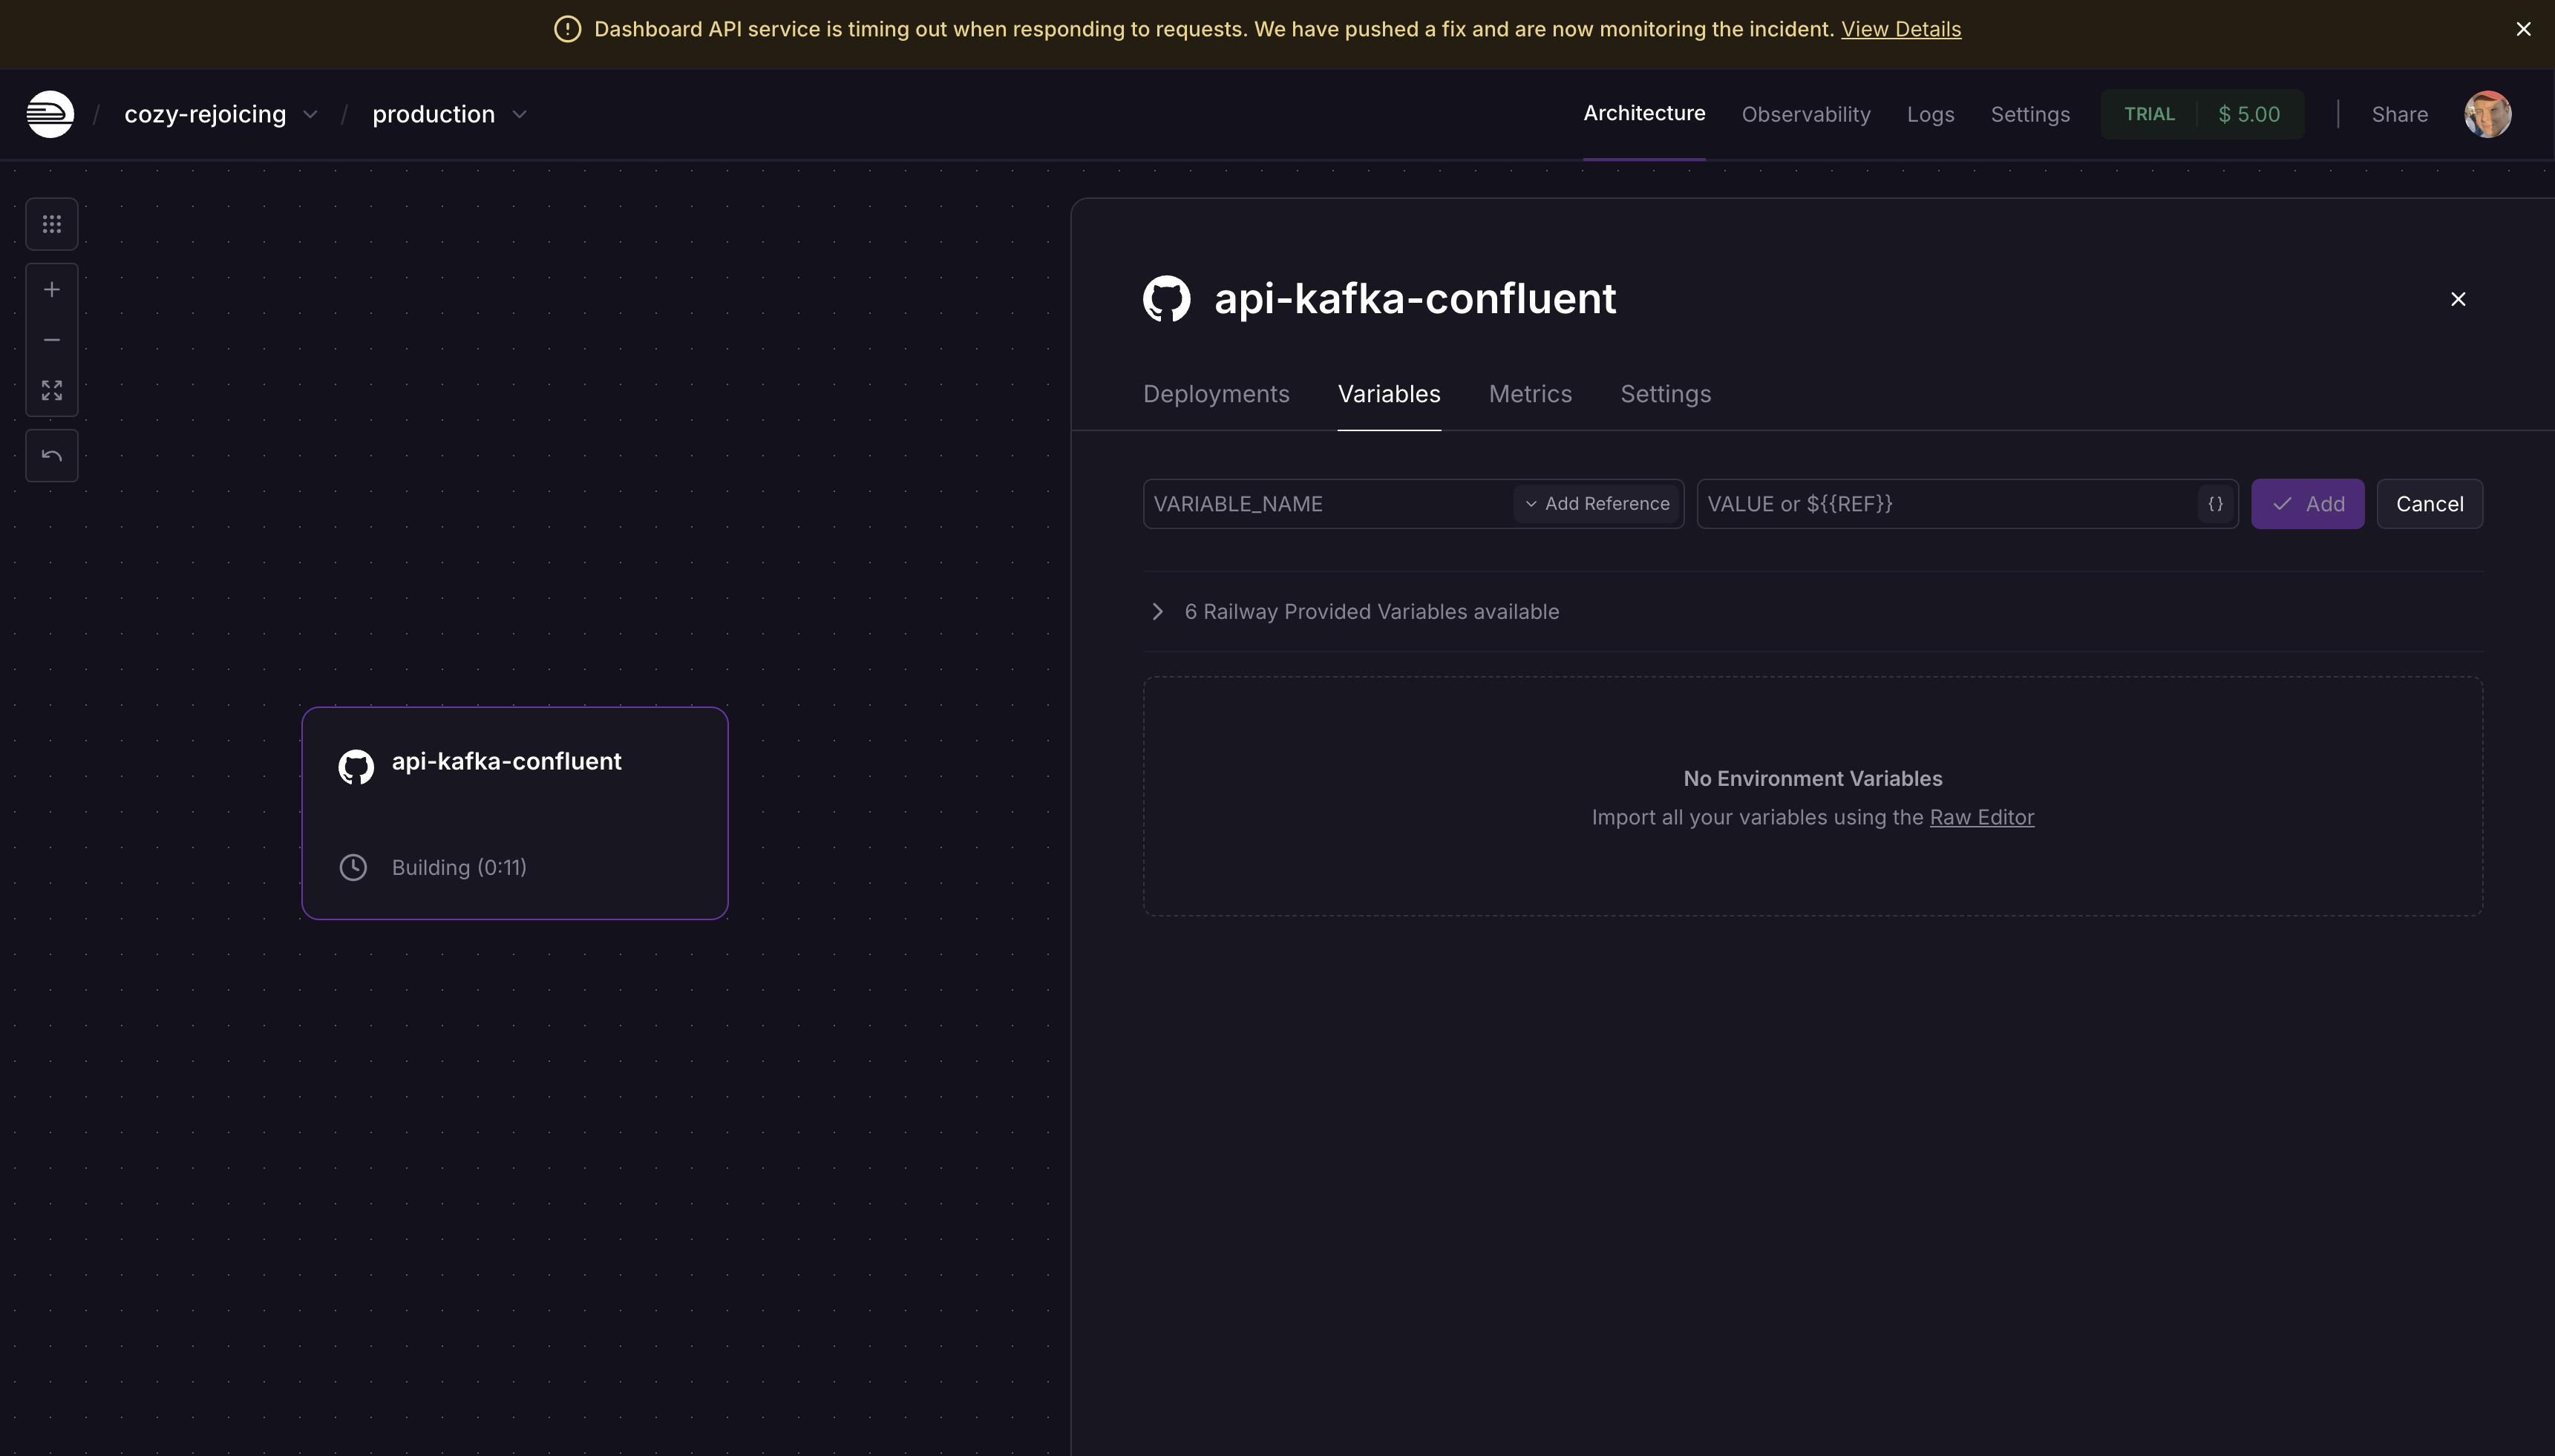 Dashboard API service is timing out when responding to requests. We have pushed a fix and are now monitoring the incident. View Details
/ cozy-rejoicing / production Architecture Observability Logs Settings TRIAL $ 5.00 Share
api-kafka-confluent
Deployments Variables Metrics Settings
VARIABLE_NAME Add Reference VALUE or ${{REF}} {} Add Cancel
6 Railway Provided Variables available
No Environment Variables
Import all your variables using the Raw Editor
api-kafka-confluent
Building (0:11)